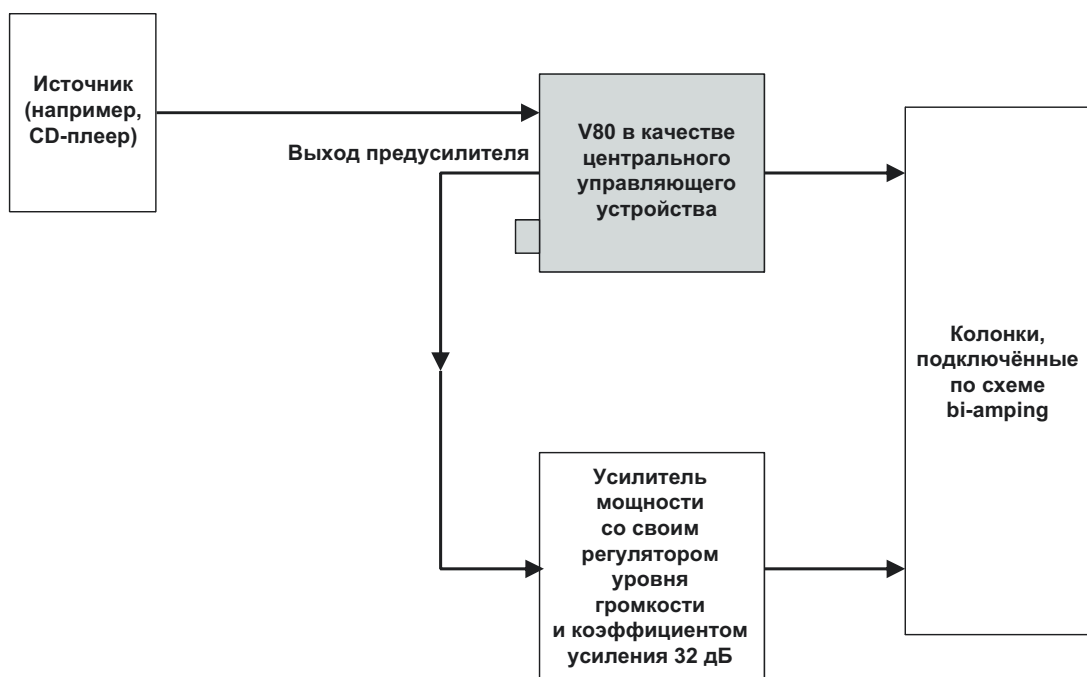 Источник
(например,
CD-плеер)
V80 в качестве
центрального
управляющего
устройства
Выход предусилителя
Колонки,
подключённые
по схеме
bi-amping
Усилитель
мощности
со своим
регулятором
уровня
громкости
и коэффициентом
усиления 32 дБ